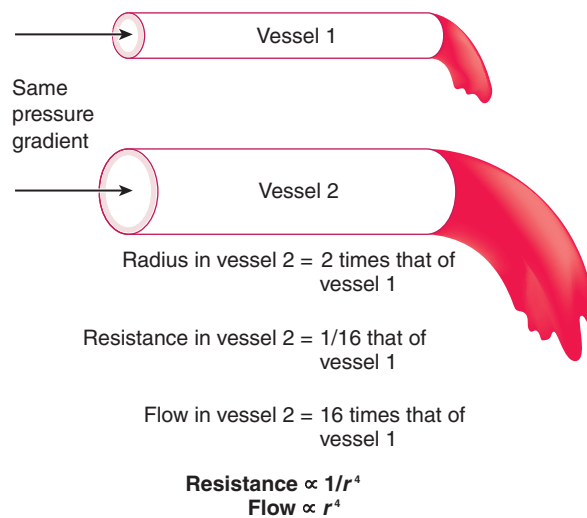 Vessel 1
Same
pressure
gradient
Vessel 2
Radius in vessel 2 = 2 times that of
vessel 1
Resistance in vessel 2 = 1/16 that of
vessel 1
Flow in vessel 2 = 16 times that of
vessel 1
Resistance ∝ 1/r⁴
Flow ∝ r⁴